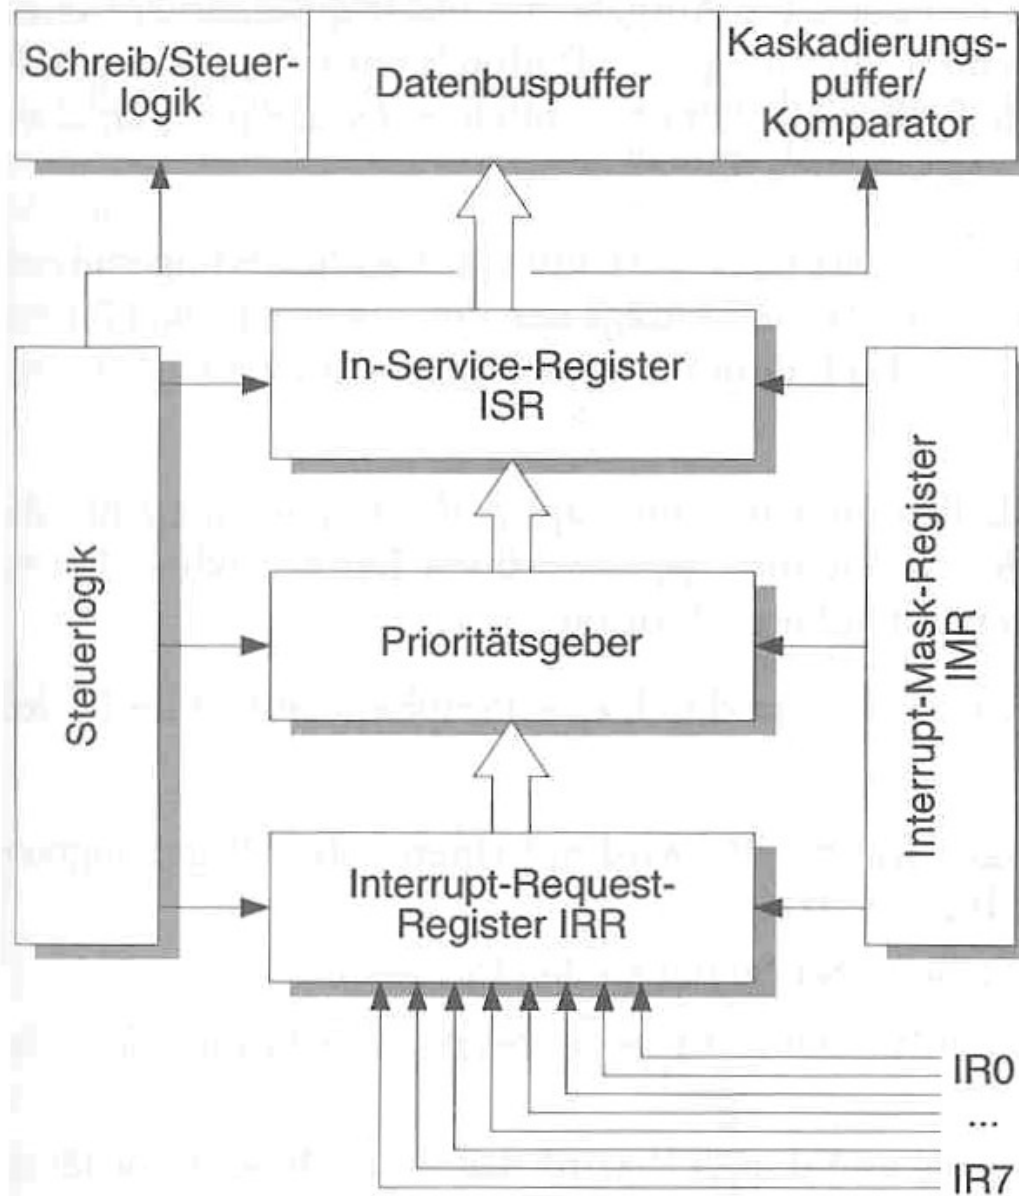 Schreib/Steuer-
logik
Datenbuspuffer
Kaskadierungs-
puffer/
Komparator
In-Service-Register
ISR
Steuerlogik
Prioritätsgeber
Interrupt-Mask-Register
IMR
Interrupt-Request-
Register IRR
IR0
...
IR7